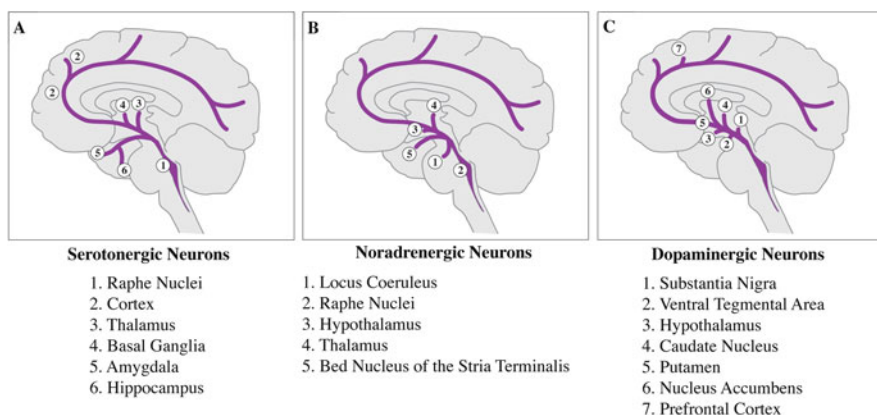 A
2
2
4
3
5
6
1
Serotonergic Neurons
1. Raphe Nuclei
2. Cortex
3. Thalamus
4. Basal Ganglia
5. Amygdala
6. Hippocampus
B
4
3
5
1
2
Noradrenergic Neurons
1. Locus Coeruleus
2. Raphe Nuclei
3. Hypothalamus
4. Thalamus
5. Bed Nucleus of the Stria Terminalis
C
7
6
4
1
5
3
2
Dopaminergic Neurons
1. Substantia Nigra
2. Ventral Tegmental Area
3. Hypothalamus
4. Caudate Nucleus
5. Putamen
6. Nucleus Accumbens
7. Prefrontal Cortex